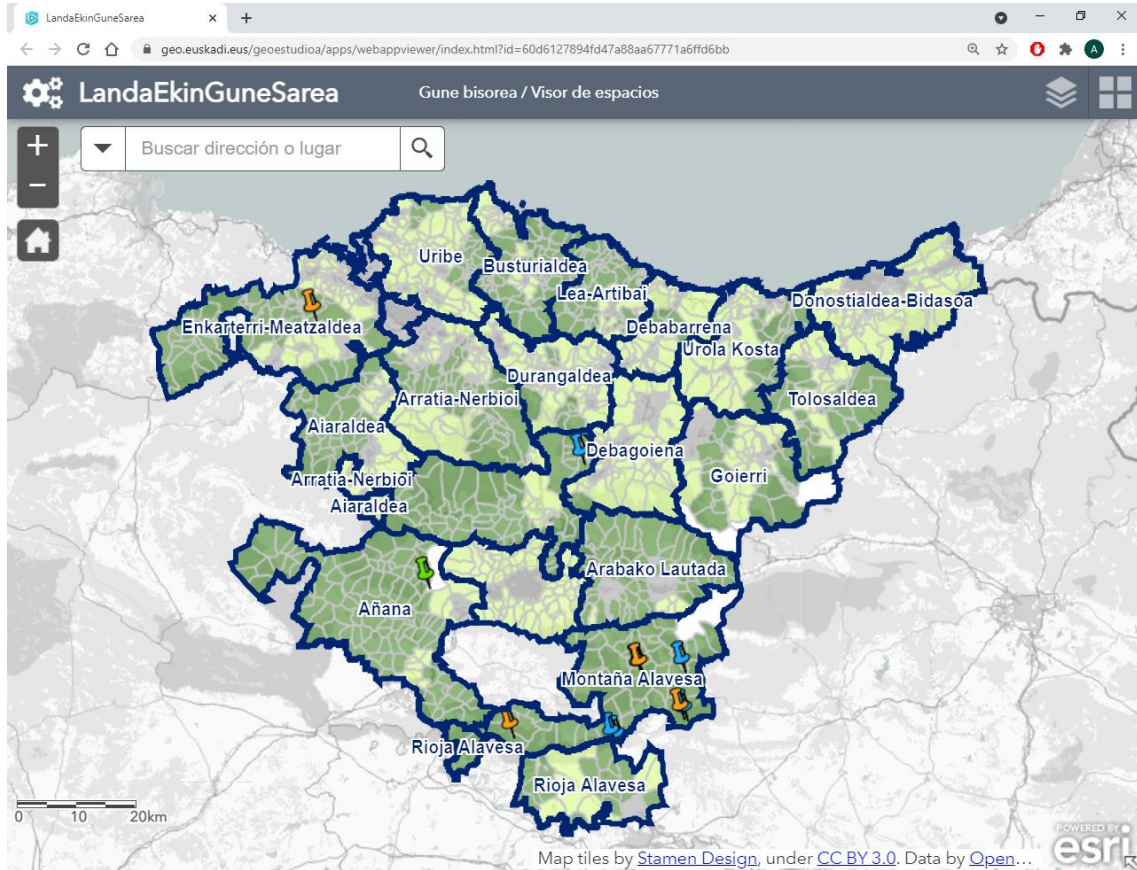 LandaEkinGuneSarea
geo.euskadi.eus/geoestudioa/apps/webappviewer/index.html?id=60d6127894fd47a88aa67771a6ffd6bb
A
LandaEkinGuneSarea
Gune bisorea / Visor de espacios
Buscar dirección o lugar
Uribe
Busturialdea
Lea-Artibai
Donostialdea-Bidasoa
Enkarterri-Meatzaldea
Debabarrena
Urola Kosta
Durangaldea
Arratia-Nerbioi
Tolosaldea
Aiaraldea
Debagoiena
Goierri
Arratia-Nerbioi
Aiaraldea
Arabako Lautada
Añana
Montaña Alavesa
Rioja Alavesa
Rioja Alavesa
0 10 20km
POWERED BY
esri
Map tiles by Stamen Design, under CC BY 3.0. Data by Open…